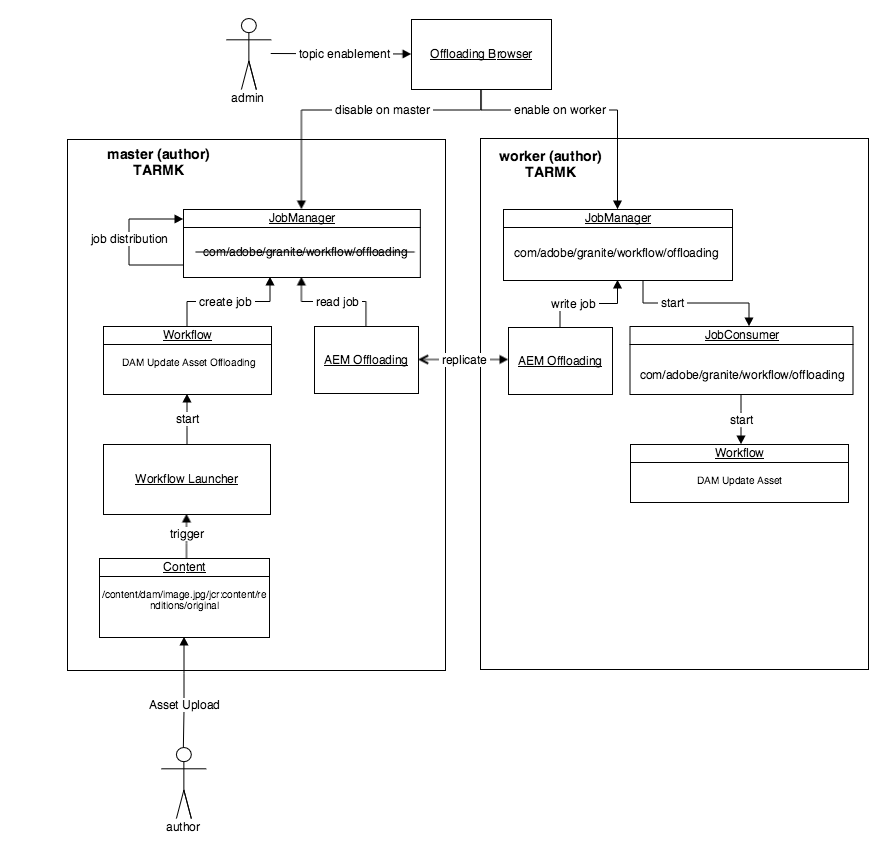 topic enablement
Offloading Browser
admin
disable on master
enable on worker
master (author)
TARMK
worker (author)
TARMK
JobManager
com/adobe/granite/workflow/offloading
job distribution
JobManager
com/adobe/granite/workflow/offloading
create job
read job
write job
start
Workflow
DAM Update Asset Offloading
AEM Offloading
replicate
AEM Offloading
JobConsumer
com/adobe/granite/workflow/offloading
start
start
Workflow Launcher
Workflow
DAM Update Asset
trigger
Content
/content/dam/image.jpg/jcr:content/re
nditions/original
Asset Upload
author